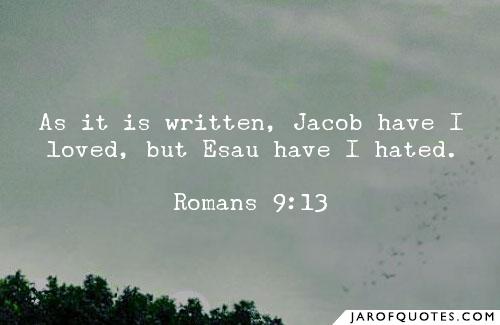 As it is written, Jacob have I
loved, but Esau have I hated.
Romans 9:13
JAROFQUOTES.COM